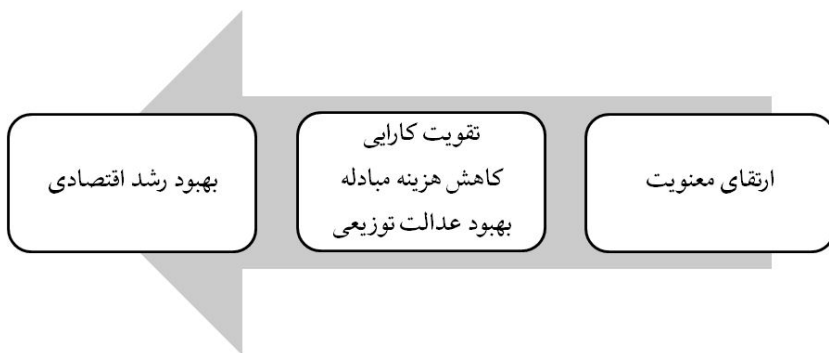 ارتقای معنویت
تقویت کارایی
کاهش هزینه مبادله
بهبود عدالت توزیعی
بهبود رشد اقتصادی